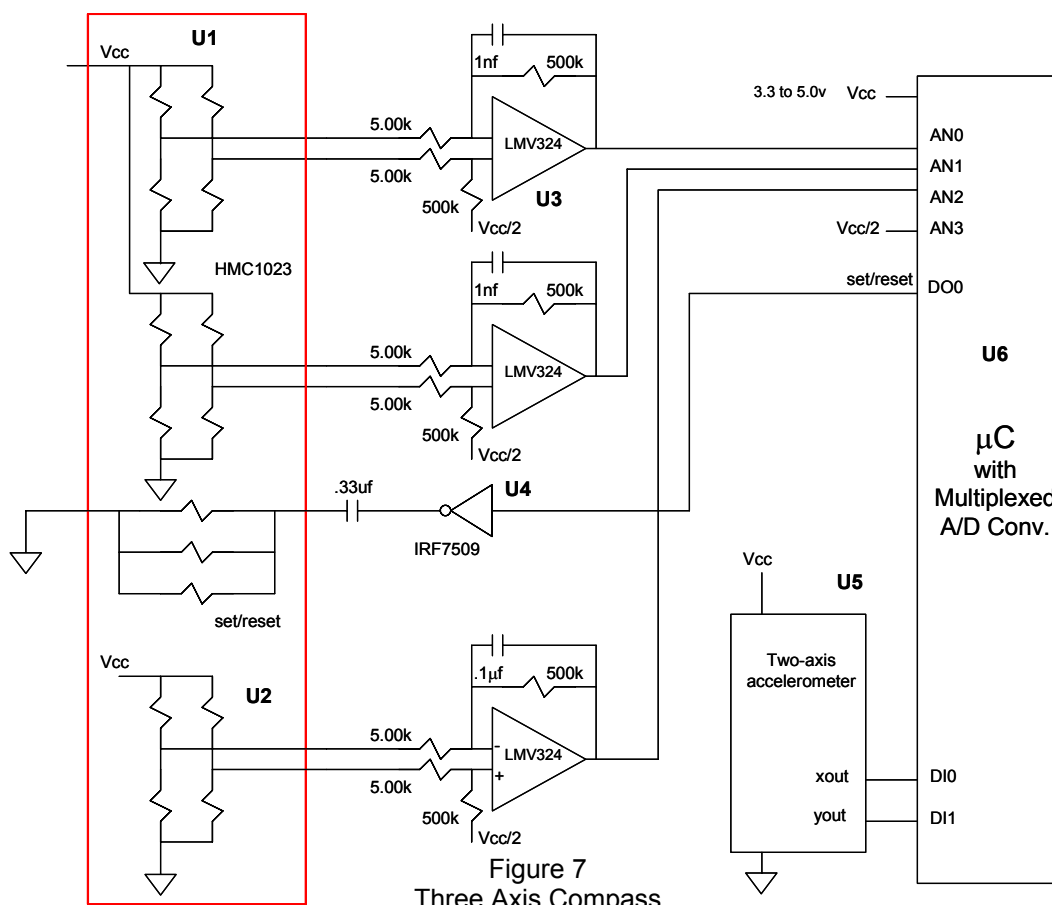 U1
Vcc
1nf
500k
5.00k
LMV324
5.00k
U3
500k
Vcc/2
HMC1023
1nf
500k
5.00k
LMV324
5.00k
500k
Vcc/2
.33uf
U4
IRF7509
set/reset
Vcc
U2
.1µf
500k
5.00k
-
LMV324
+
5.00k
500k
Vcc/2
3.3 to 5.0v Vcc
AN0
AN1
AN2
Vcc/2 AN3
set/reset DO0
U6
µC
with
Multiplexed
A/D Conv.
Vcc
U5
Two-axis
accelerometer
xout DI0
yout DI1
Figure 7
Three Axis Compass